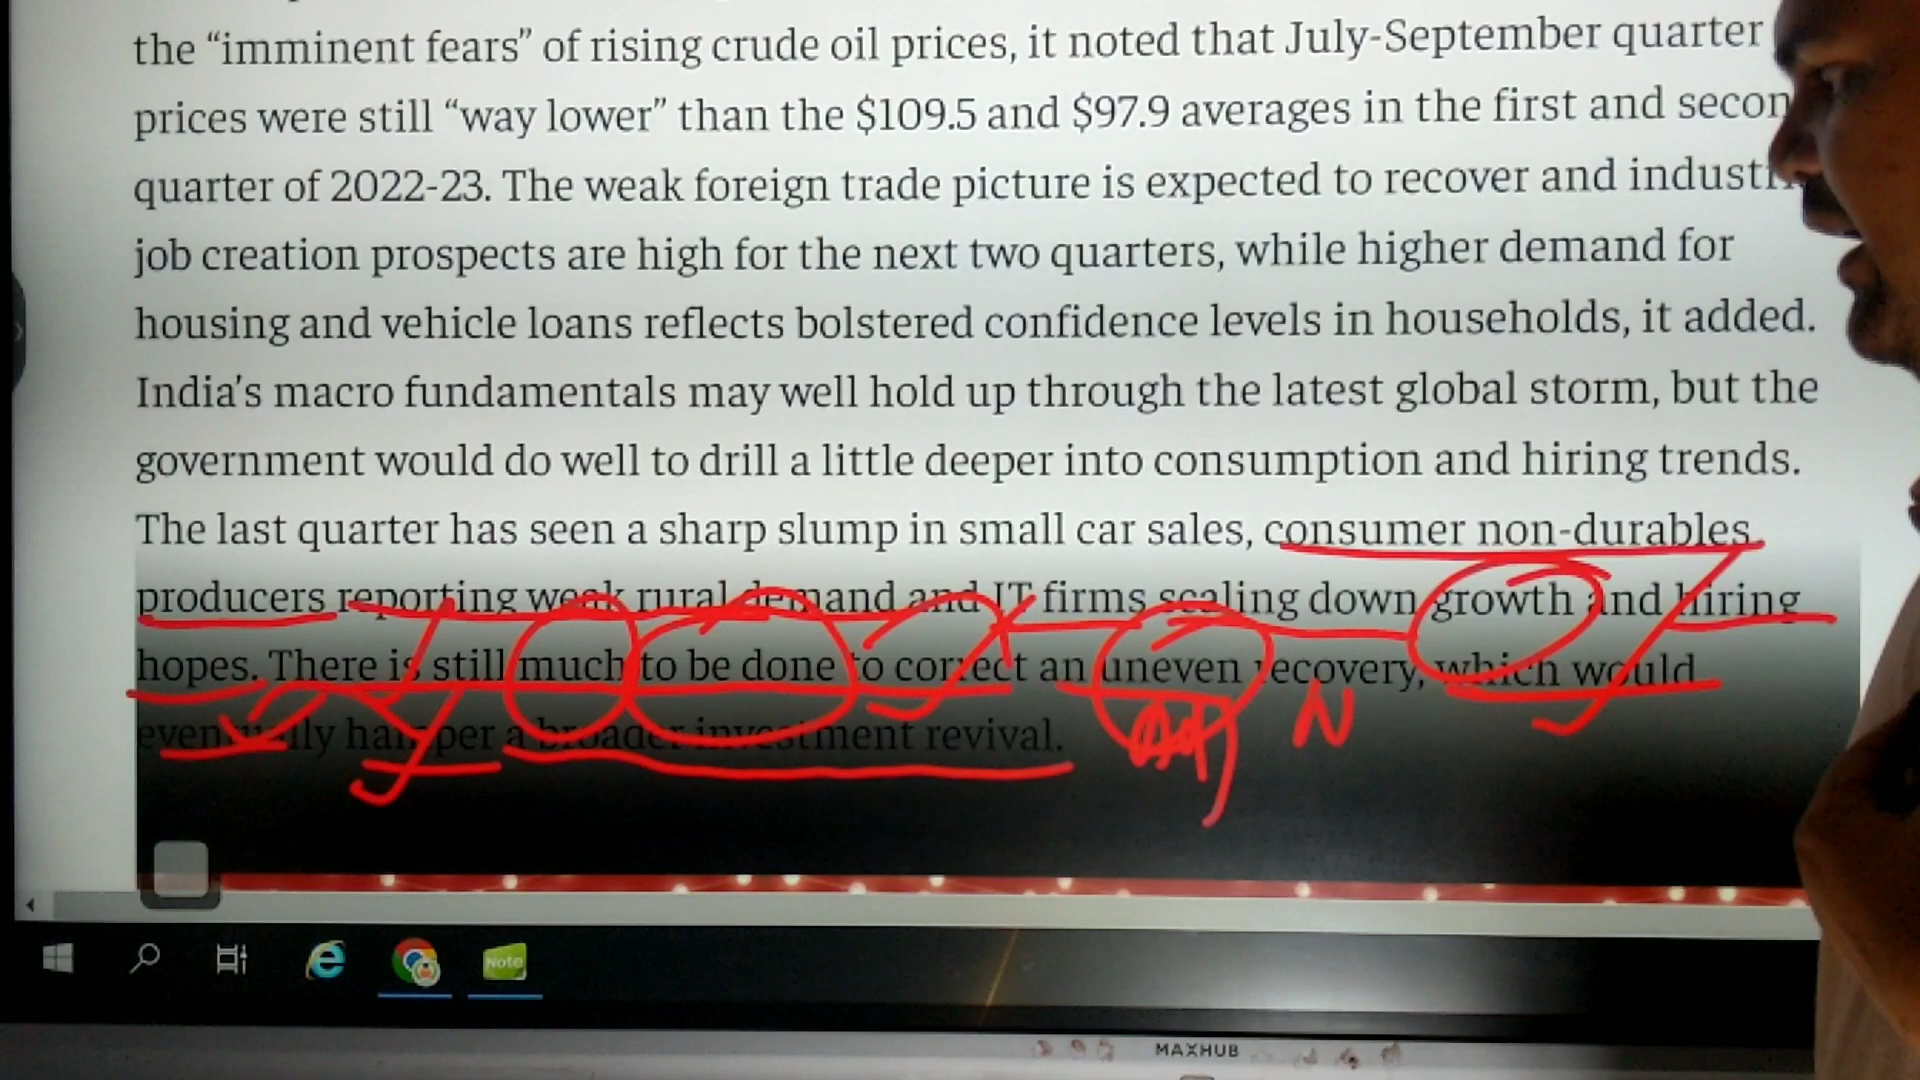 the “imminent fears” of rising crude oil prices, it noted that July-September quarter
prices were still “way lower” than the $109.5 and $97.9 averages in the first and secon
quarter of 2022-23. The weak foreign trade picture is expected to recover and industri
job creation prospects are high for the next two quarters, while higher demand for
housing and vehicle loans reflects bolstered confidence levels in households, it added.
India’s macro fundamentals may well hold up through the latest global storm, but the
government would do well to drill a little deeper into consumption and hiring trends.
The last quarter has seen a sharp slump in small car sales, consumer non-durables
producers reporting weak rural demand and IT firms scaling down growth and hiring
hopes. There is still much to be done to correct an uneven recovery, which would
eventually hamper a broader investment revival.
Adj N
Note
MAXHUB